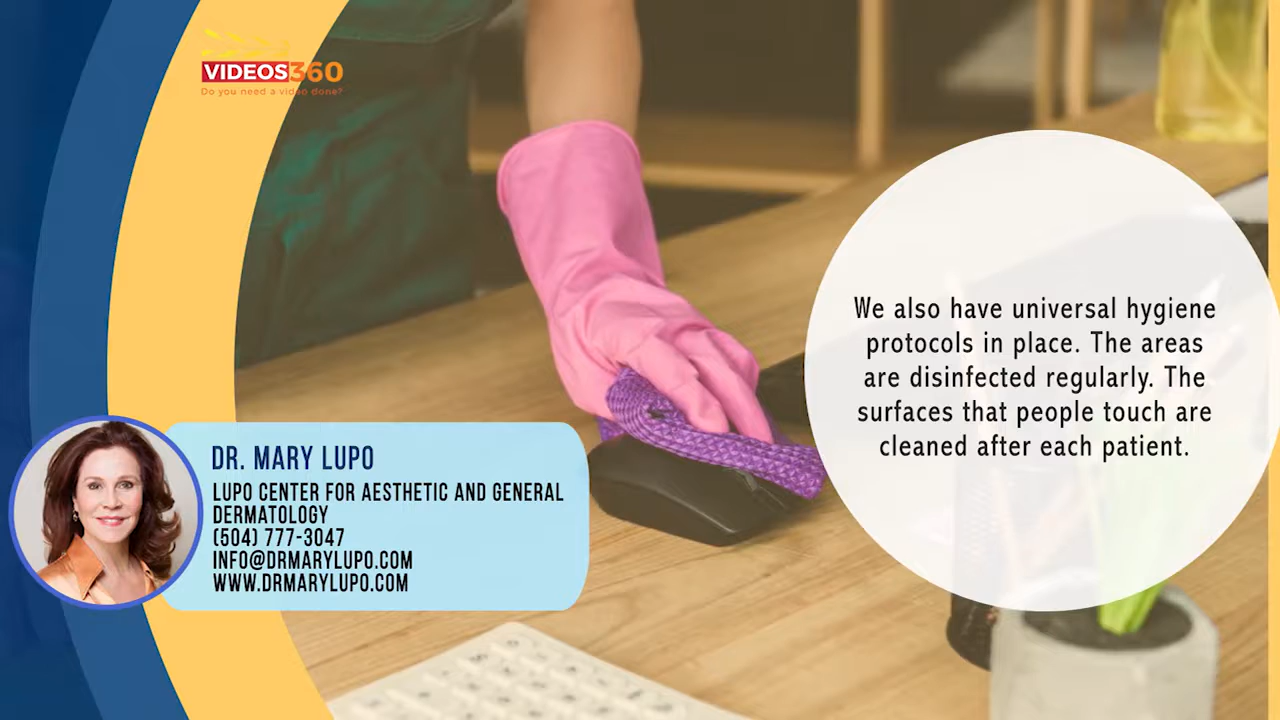 VIDEOS360
Do you need a video done?
We also have universal hygiene
protocols in place. The areas
are disinfected regularly. The
surfaces that people touch are
cleaned after each patient.
DR. MARY LUPO
LUPO CENTER FOR AESTHETIC AND GENERAL
DERMATOLOGY
(504) 777-3047
INFO@DRMARYLUPO.COM
WWW.DRMARYLUPO.COM